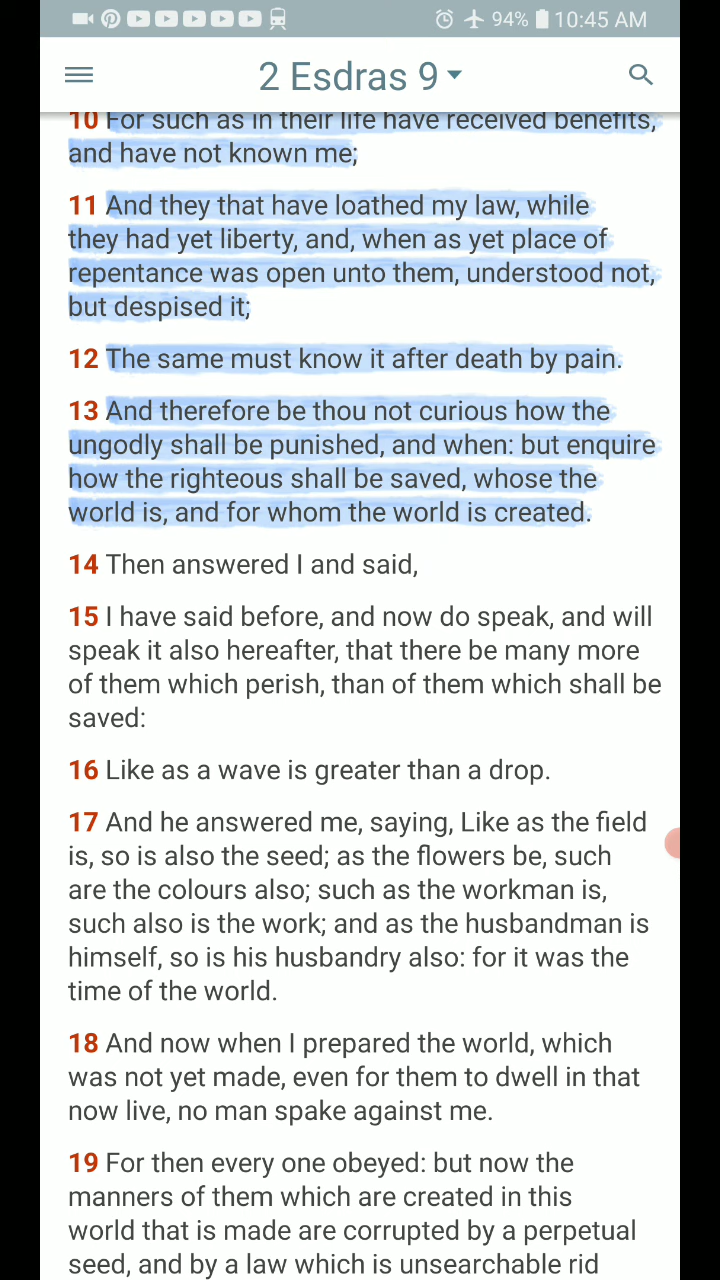 94% 10:45 AM
2 Esdras 9
10 For such as in their life have received benefits,
and have not known me;
11 And they that have loathed my law, while
they had yet liberty, and, when as yet place of
repentance was open unto them, understood not,
but despised it;
12 The same must know it after death by pain.
13 And therefore be thou not curious how the
ungodly shall be punished, and when: but enquire
how the righteous shall be saved, whose the
world is, and for whom the world is created.
14 Then answered I and said,
15 I have said before, and now do speak, and will
speak it also hereafter, that there be many more
of them which perish, than of them which shall be
saved:
16 Like as a wave is greater than a drop.
17 And he answered me, saying, Like as the field
is, so is also the seed; as the flowers be, such
are the colours also; such as the workman is,
such also is the work; and as the husbandman is
himself, so is his husbandry also: for it was the
time of the world.
18 And now when I prepared the world, which
was not yet made, even for them to dwell in that
now live, no man spake against me.
19 For then every one obeyed: but now the
manners of them which are created in this
world that is made are corrupted by a perpetual
seed, and by a law which is unsearchable rid